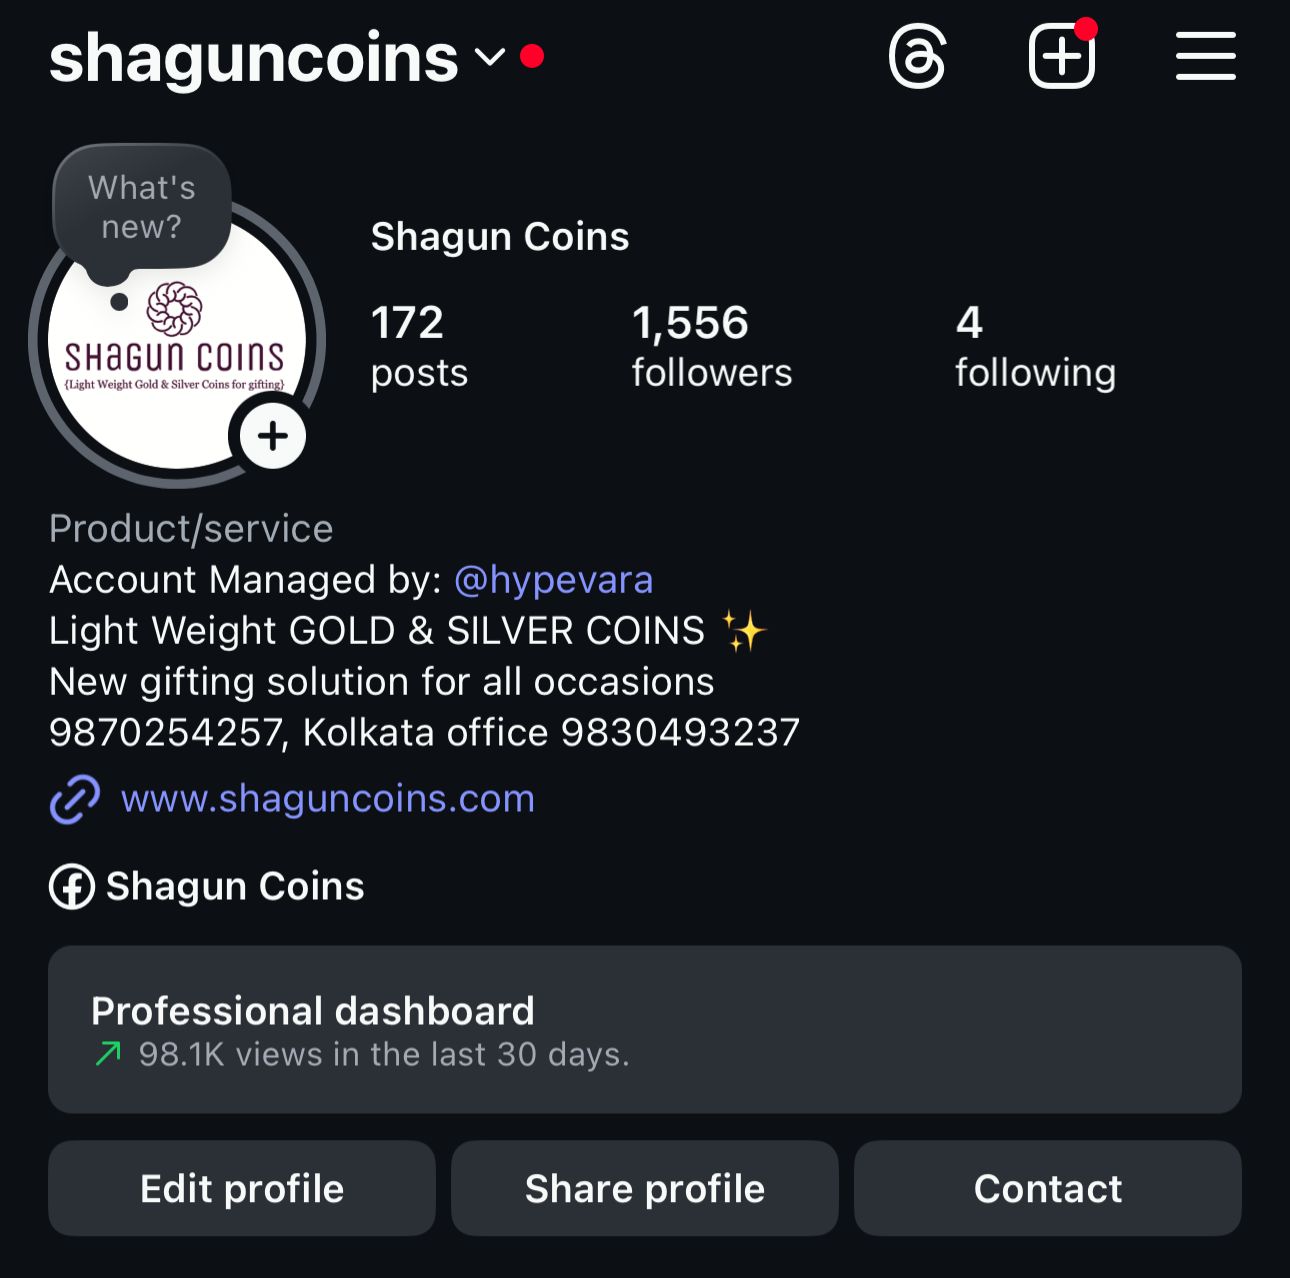 shaguncoins
What's
new?
SHAGUN COINS
{Light Weight Gold & Silver Coins for gifting}
Shagun Coins
172
posts
1,556
followers
4
following
Product/service
Account Managed by: @hypevara
Light Weight GOLD & SILVER COINS ✨
New gifting solution for all occasions
9870254257, Kolkata office 9830493237
www.shaguncoins.com
Shagun Coins
Professional dashboard
98.1K views in the last 30 days.
Edit profile
Share profile
Contact